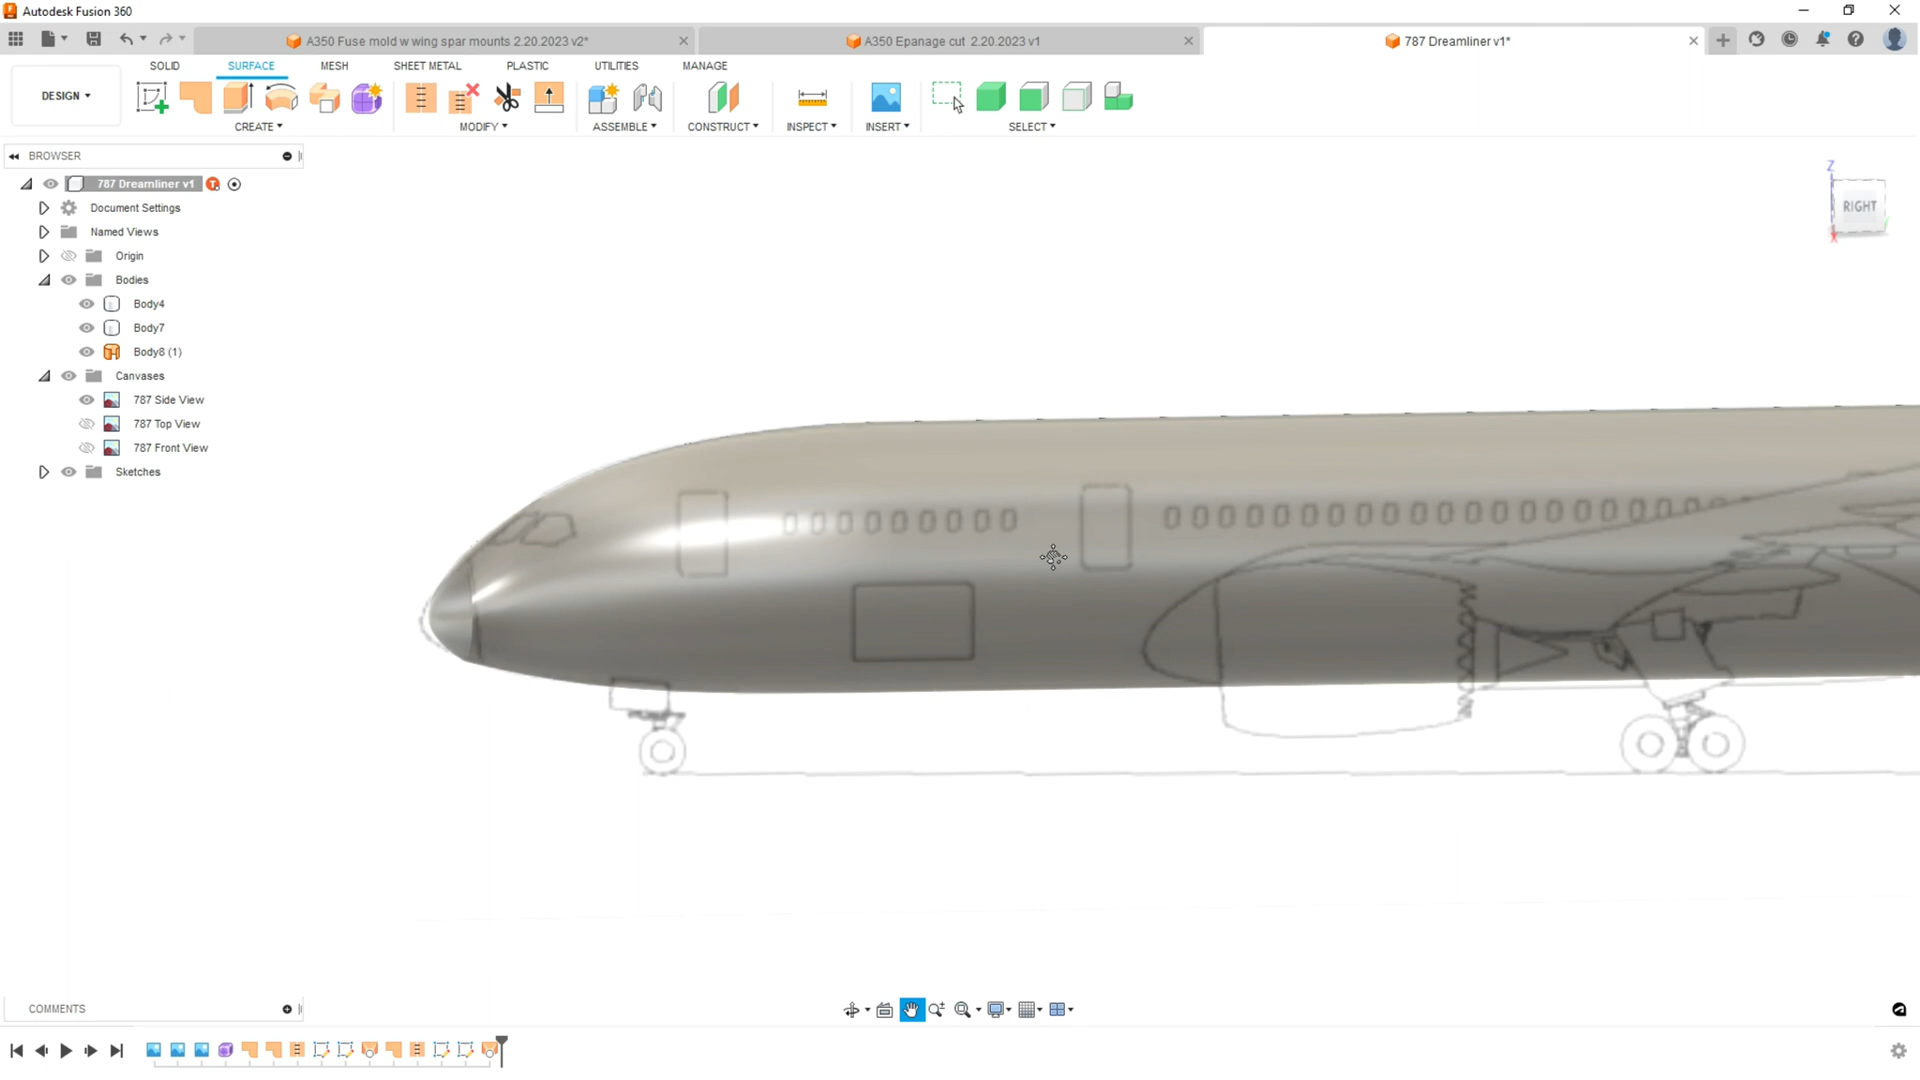 Autodesk Fusion 360
A350 Fuse mold w wing spar mounts 2.20.2023 v2*
A350 Epanage cut 2.20.2023 v1
787 Dreamliner v1*
SOLID
SURFACE
MESH
SHEET METAL
PLASTIC
UTILITIES
MANAGE
DESIGN
CREATE
MODIFY
ASSEMBLE
CONSTRUCT
INSPECT
INSERT
SELECT
BROWSER
787 Dreamliner v1
Document Settings
Named Views
Origin
Bodies
Body4
Body7
Body8 (1)
Canvases
787 Side View
787 Top View
787 Front View
Sketches
Z
RIGHT
X
COMMENTS